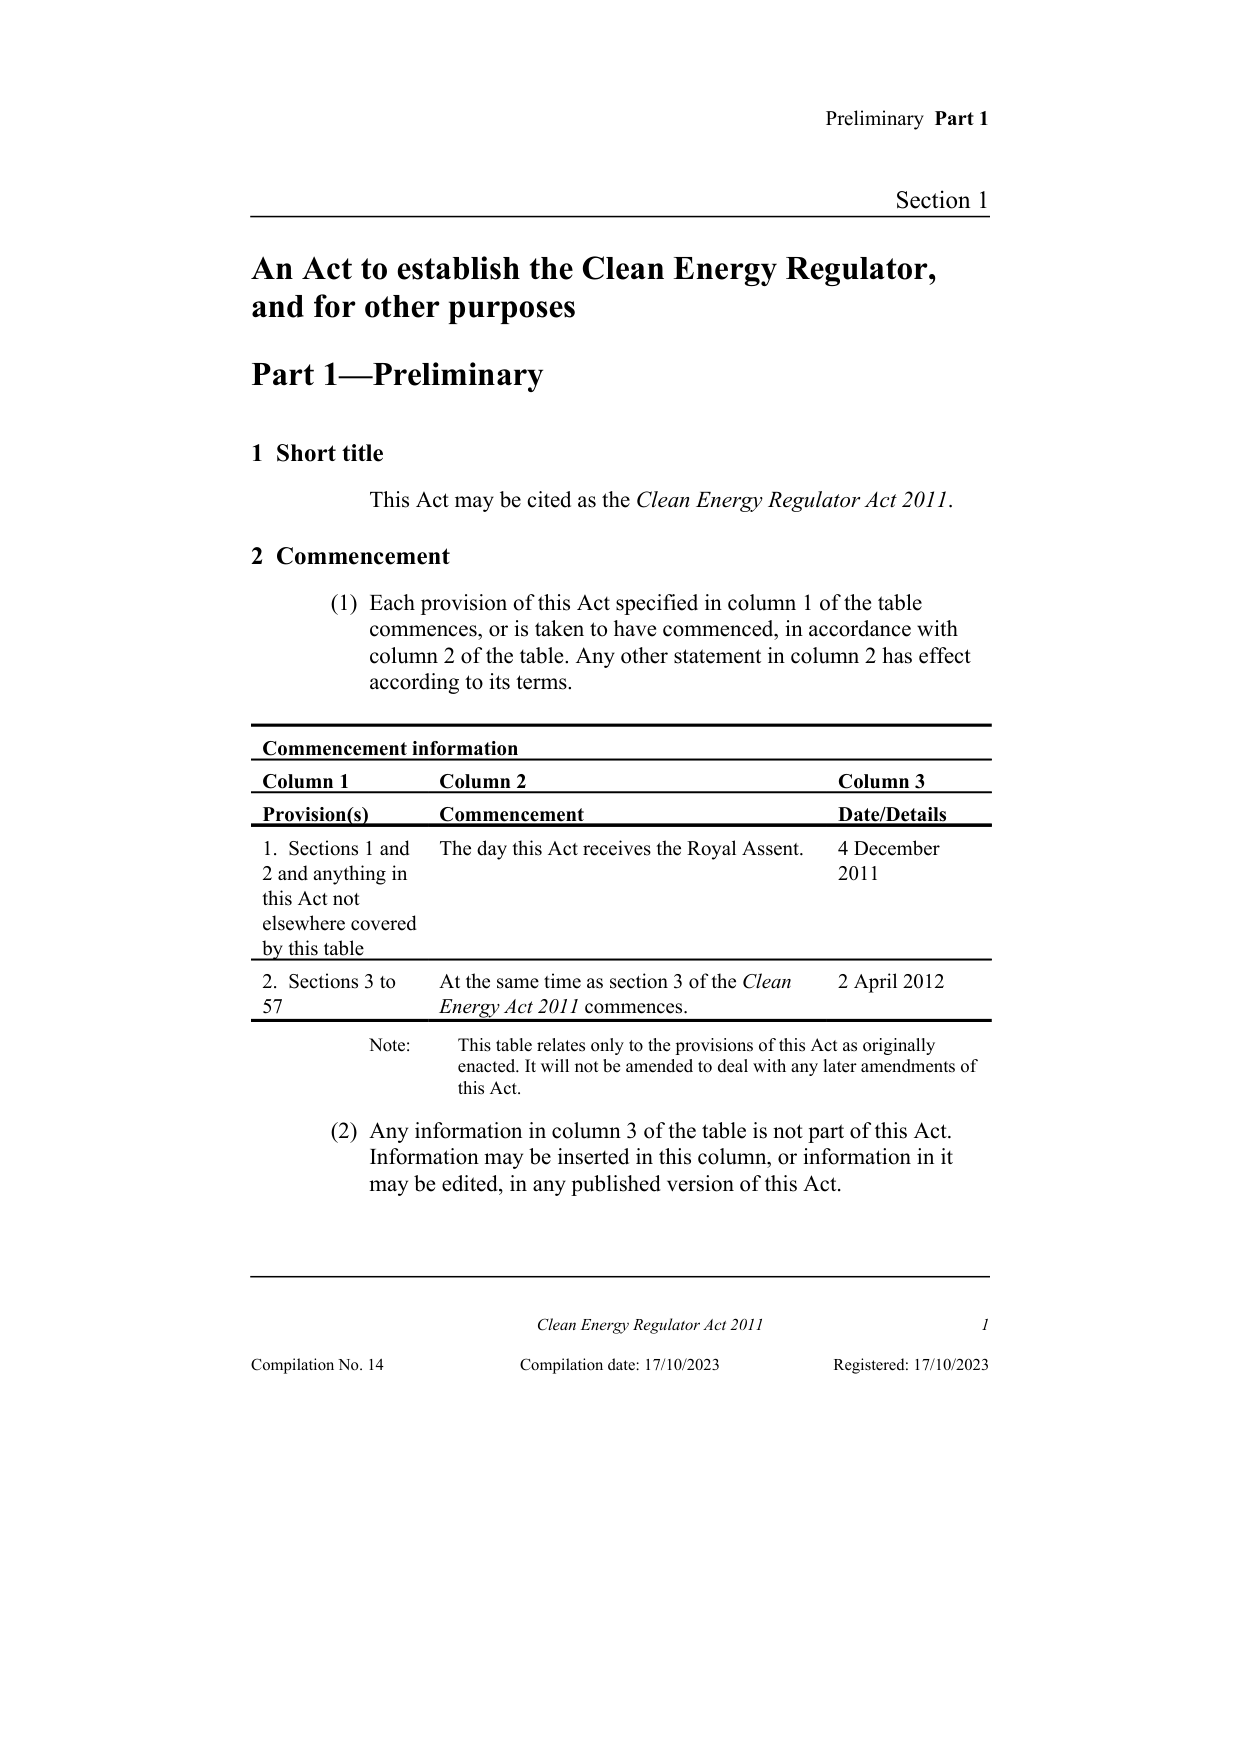 Preliminary  Part 1
Section 1
An Act to establish the Clean Energy Regulator,
and for other purposes
Part 1—Preliminary
1  Short title
This Act may be cited as the Clean Energy Regulator Act 2011.
2  Commencement
(1)  Each provision of this Act specified in column 1 of the table
commences, or is taken to have commenced, in accordance with
column 2 of the table. Any other statement in column 2 has effect
according to its terms.
Commencement information
Column 1  Column 2  Column 3
Provision(s)  Commencement  Date/Details
1.  Sections 1 and  The day this Act receives the Royal Assent.  4 December
2 and anything in  2011
this Act not
elsewhere covered
by this table
2.  Sections 3 to  At the same time as section 3 of the Clean  2 April 2012
57  Energy Act 2011 commences.
Note:  This table relates only to the provisions of this Act as originally
enacted. It will not be amended to deal with any later amendments of
this Act.
(2)  Any information in column 3 of the table is not part of this Act.
Information may be inserted in this column, or information in it
may be edited, in any published version of this Act.
Clean Energy Regulator Act 2011  1
Compilation No. 14  Compilation date: 17/10/2023  Registered: 17/10/2023